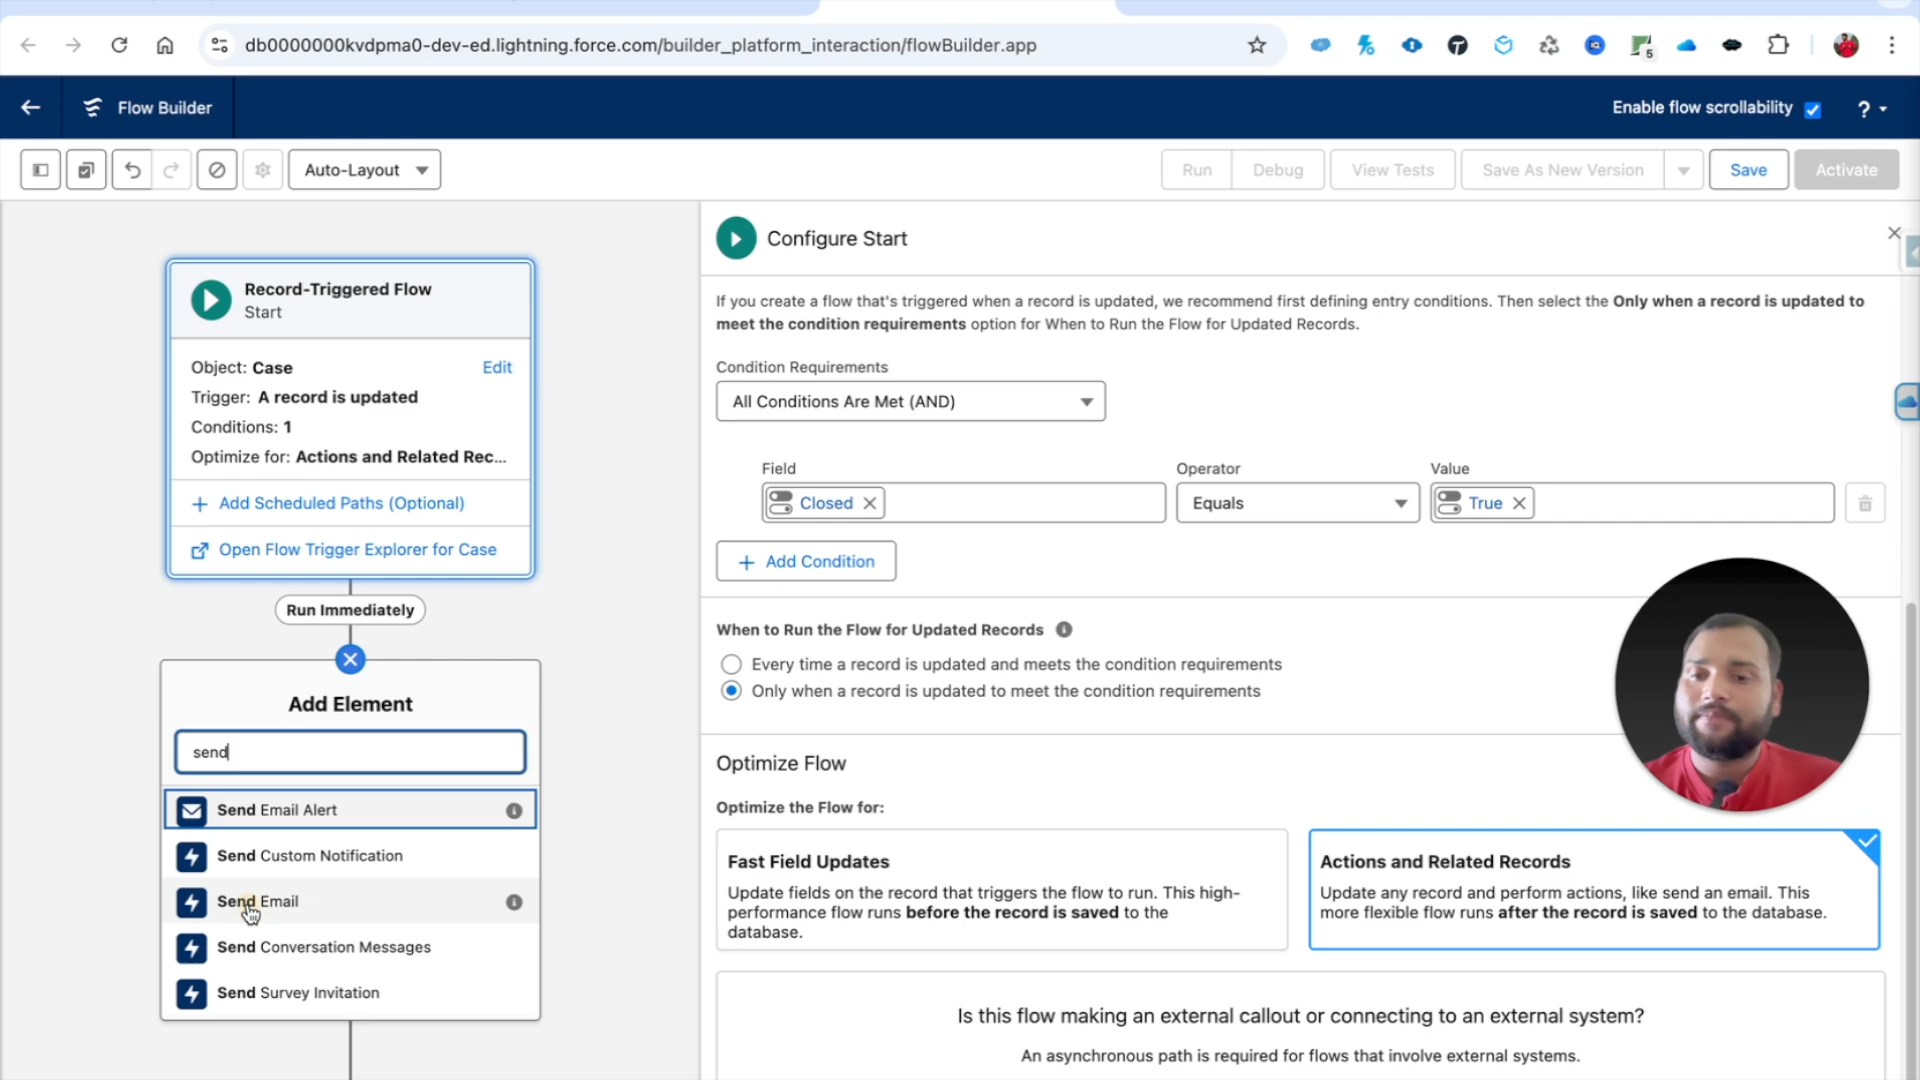 db0000000kvdpma0-dev-ed.lightning.force.com/builder_platform_interaction/flowBuilder.app
5
Flow Builder
Enable flow scrollability
?
Auto-Layout
Run
Debug
View Tests
Save As New Version
Save
Activate
Record-Triggered Flow
Start
Object: Case
Edit
Trigger: A record is updated
Conditions: 1
Optimize for: Actions and Related Rec...
+ Add Scheduled Paths (Optional)
Open Flow Trigger Explorer for Case
Run Immediately
Add Element
send
Send Email Alert
Send Custom Notification
Send Email
Send Conversation Messages
Send Survey Invitation
Configure Start
If you create a flow that's triggered when a record is updated, we recommend first defining entry conditions. Then select the Only when a record is updated to
meet the condition requirements option for When to Run the Flow for Updated Records.
Condition Requirements
All Conditions Are Met (AND)
Field
Operator
Value
Closed
Equals
True
+ Add Condition
When to Run the Flow for Updated Records
Every time a record is updated and meets the condition requirements
Only when a record is updated to meet the condition requirements
Optimize Flow
Optimize the Flow for:
Fast Field Updates
Update fields on the record that triggers the flow to run. This high-
performance flow runs before the record is saved to the
database.
Actions and Related Records
Update any record and perform actions, like send an email. This
more flexible flow runs after the record is saved to the database.
Is this flow making an external callout or connecting to an external system?
An asynchronous path is required for flows that involve external systems.